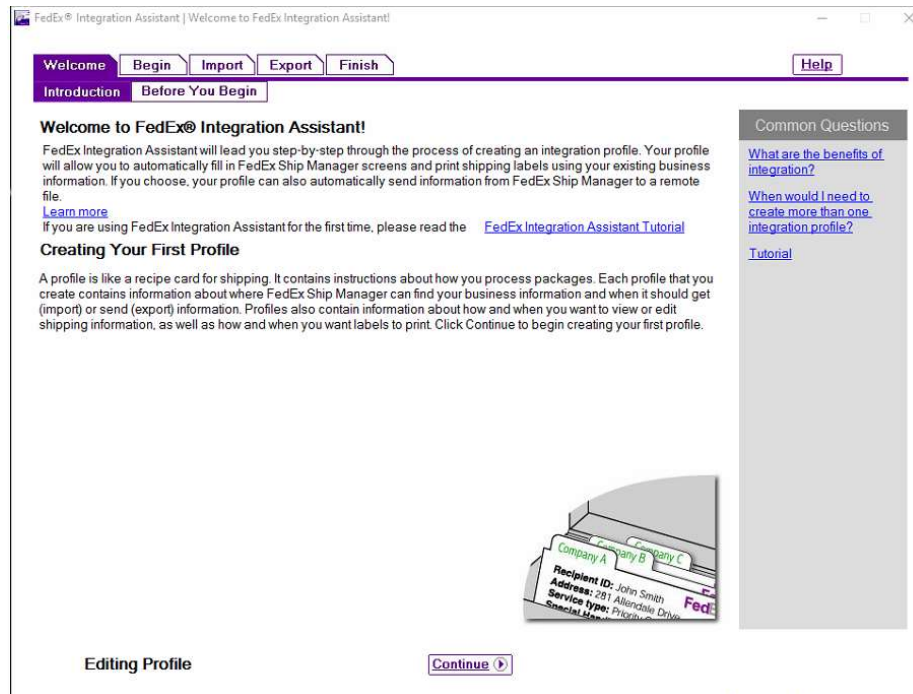 FedEx® Integration Assistant | Welcome to FedEx Integration Assistant!
Welcome Begin Import Export Finish Help
Introduction Before You Begin
Welcome to FedEx® Integration Assistant!
FedEx Integration Assistant will lead you step-by-step through the process of creating an integration profile. Your profile
will allow you to automatically fill in FedEx Ship Manager screens and print shipping labels using your existing business
information. If you choose, your profile can also automatically send information from FedEx Ship Manager to a remote
file.
Learn more
If you are using FedEx Integration Assistant for the first time, please read the FedEx Integration Assistant Tutorial
Creating Your First Profile
A profile is like a recipe card for shipping. It contains instructions about how you process packages. Each profile that you
create contains information about where FedEx Ship Manager can find your business information and when it should get
(import) or send (export) information. Profiles also contain information about how and when you want to view or edit
shipping information, as well as how and when you want labels to print. Click Continue to begin creating your first profile.
Common Questions
What are the benefits of
integration?
When would I need to
create more than one
integration profile?
Tutorial
Company A
Company B
pany C
Recipient ID: John Smith
Address: 281 Allendale Drive
Service type: Priority
FedE
Editing Profile
Continue